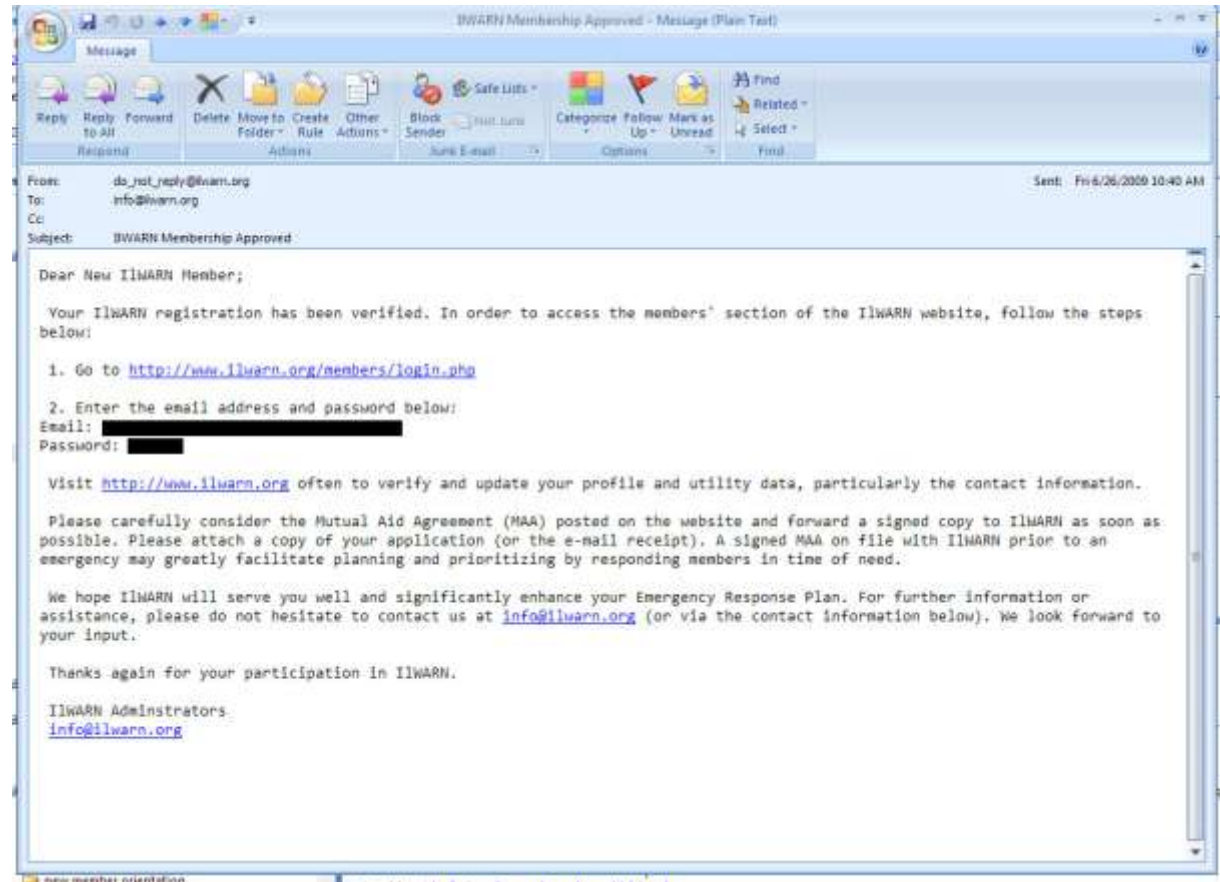 IlWARN Membership Approved - Message (Plain Text)
Message
Reply
Reply to All
Forward
Delete
Move to Folder
Create Rule
Other Actions
Block Sender
Safe Lists
Not Junk
Categorize
Follow Up
Mark as Unread
Find
Related
Select
Respond
Actions
Junk E-mail
Options
Find
From: do_not_reply@ilwarn.org
Sent: Fri 6/26/2009 10:40 AM
To: info@ilwarn.org
Cc:
Subject: IlWARN Membership Approved
Dear New IlWARN Member;
Your IlWARN registration has been verified. In order to access the members' section of the IlWARN website, follow the steps
below:
1. Go to http://www.ilwarn.org/members/login.php
2. Enter the email address and password below:
Email:
Password:
Visit http://www.ilwarn.org often to verify and update your profile and utility data, particularly the contact information.
Please carefully consider the Mutual Aid Agreement (MAA) posted on the website and forward a signed copy to IlWARN as soon as
possible. Please attach a copy of your application (or the e-mail receipt). A signed MAA on file with IlWARN prior to an
emergency may greatly facilitate planning and prioritizing by responding members in time of need.
We hope IlWARN will serve you well and significantly enhance your Emergency Response Plan. For further information or
assistance, please do not hesitate to contact us at info@ilwarn.org (or via the contact information below). We look forward to
your input.
Thanks again for your participation in IlWARN.
IlWARN Adminstrators
info@ilwarn.org
new member orientation